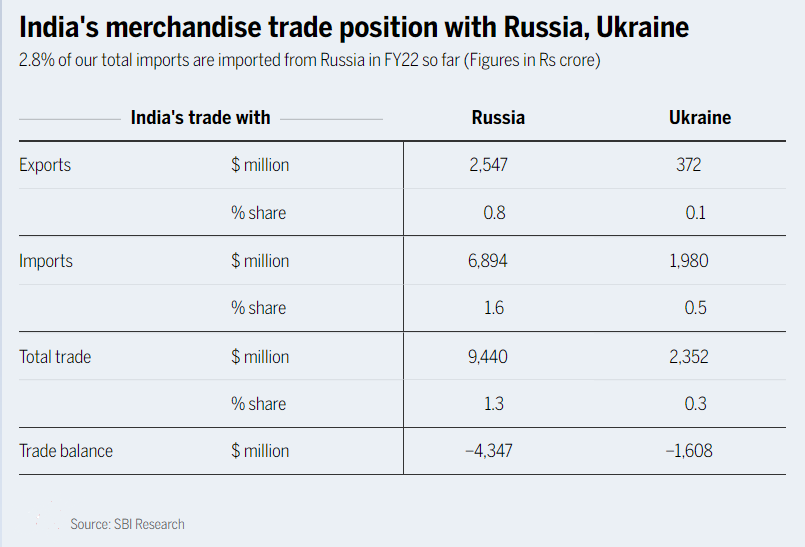 India's merchandise trade position with Russia, Ukraine
2.8% of our total imports are imported from Russia in FY22 so far (Figures in Rs crore)
India's trade with Russia Ukraine
Exports $ million 2,547 372
% share 0.8 0.1
Imports $ million 6,894 1,980
% share 1.6 0.5
Total trade $ million 9,440 2,352
% share 1.3 0.3
Trade balance $ million –4,347 –1,608
Source: SBI Research